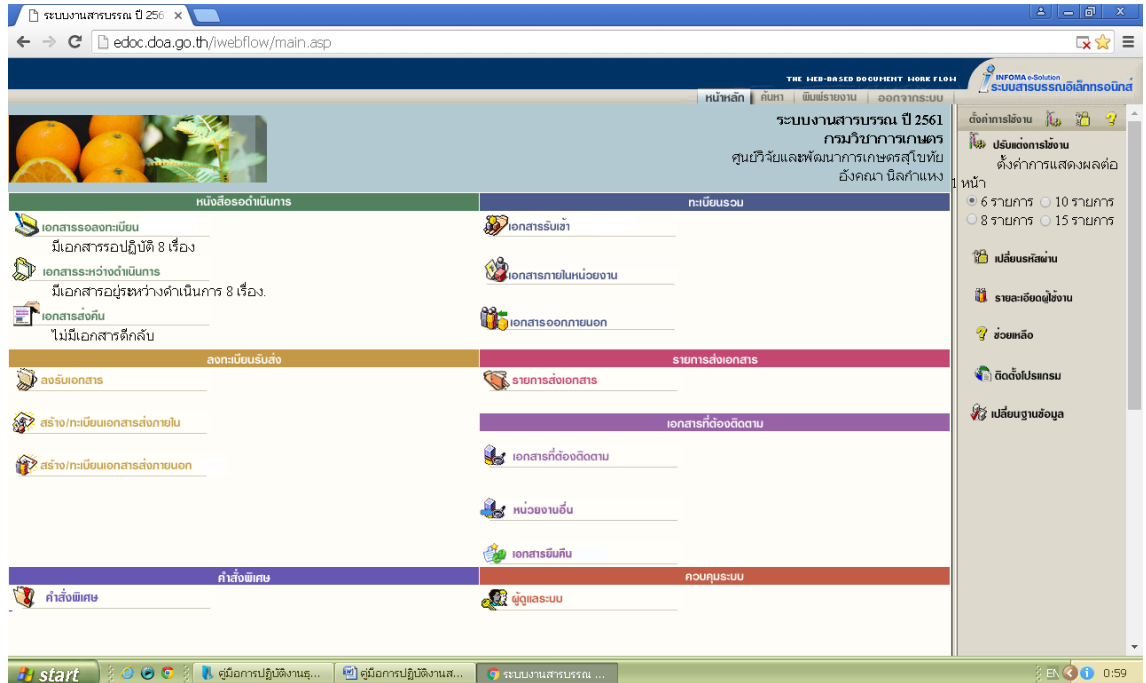 ระบบงานสารบรรณ ปี 256
edoc.doa.go.th/iwebflow/main.asp
THE WEB-BASED DOCUMENT WORK FLOW
INFOMA e-Solution
ระบบสารบรรณอิเล็กทรอนิกส์
หน้าหลัก ค้นหา พิมพ์รายงาน ออกจากระบบ
ระบบงานสารบรรณ ปี 2561
กรมวิชาการเกษตร
ศูนย์วิจัยและพัฒนาการเกษตรสุโขทัย
อังคณา นิลกำแหง
หนังสือรอดำเนินการ
เอกสารรอลงทะเบียน
มีเอกสารรอปฏิบัติ 8 เรื่อง
เอกสารระหว่างดำเนินการ
มีเอกสารอยู่ระหว่างดำเนินการ 8 เรื่อง.
เอกสารส่งคืน
ไม่มีเอกสารตีกลับ
ทะเบียนรวม
เอกสารรับเข้า
เอกสารภายในหน่วยงาน
เอกสารออกภายนอก
ลงทะเบียนรับส่ง
ลงรับเอกสาร
สร้าง/ทะเบียนเอกสารส่งภายใน
สร้าง/ทะเบียนเอกสารส่งภายนอก
รายการส่งเอกสาร
รายการส่งเอกสาร
เอกสารที่ต้องติดตาม
เอกสารที่ต้องติดตาม
หน่วยงานอื่น
เอกสารยืมคืน
คำสั่งพิเศษ
คำสั่งพิเศษ
ควบคุมระบบ
ผู้ดูแลระบบ
ตั้งค่าการใช้งาน
ปรับแต่งการใช้งาน
ตั้งค่าการแสดงผลต่อ
1 หน้า
6 รายการ 10 รายการ
8 รายการ 15 รายการ
เปลี่ยนรหัสผ่าน
รายละเอียดผู้ใช้งาน
ช่วยเหลือ
ติดตั้งโปรแกรม
เปลี่ยนฐานข้อมูล
start คู่มือการปฏิบัติงานธุ... คู่มือการปฏิบัติงานส... ระบบงานสารบรรณ ... EN 0:59